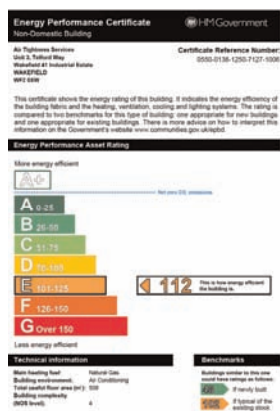 Energy Performance Certificate
HM Government
Non-Domestic Building
Air Tightness Services
Unit 2, Telford Way
Wakefield 41 Industrial Estate
WAKEFIELD
WF2 0XW
Certificate Reference Number:
0550-0138-1250-7127-1006
This certificate shows the energy rating of this building. It indicates the energy efficiency of
the building fabric and the heating, ventilation, cooling and lighting systems. The rating is
compared to two benchmarks for this type of building: one appropriate for new buildings
and one appropriate for existing buildings. There is more advice on how to interpret this
information on the Government's website www.communities.gov.uk/epbd.
Energy Performance Asset Rating
More energy efficient
A+
Net zero CO2 emissions
A 0-25
B 26-50
C 51-75
D 76-100
E 101-125
112 This is how energy efficient
the building is.
F 126-150
G Over 150
Less energy efficient
Technical information
Main heating fuel: Natural Gas
Building environment: Air Conditioning
Total useful floor area (m²):
Building complexity
(NOS level): 4
Benchmarks
Buildings similar to this one
could have ratings as follows:
If newly built
If typical of the
existing stock